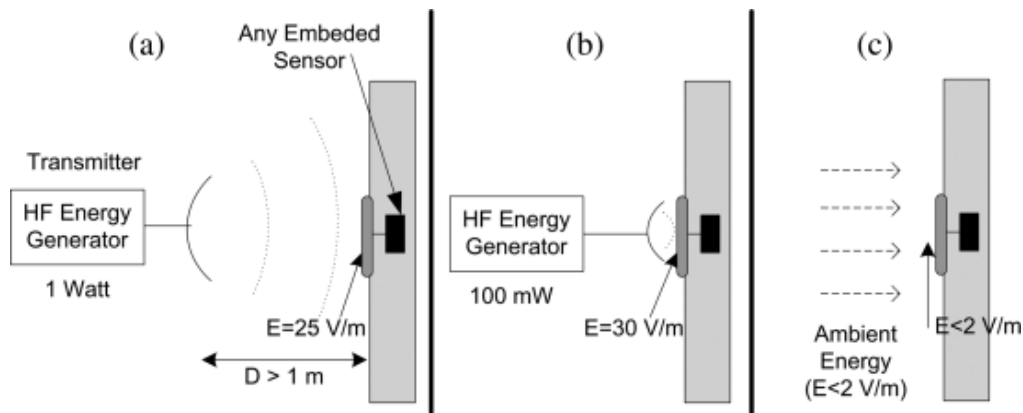 (a)
Any Embeded
Sensor
Transmitter
HF Energy
Generator
1 Watt
E=25 V/m
D > 1 m
(b)
HF Energy
Generator
100 mW
E=30 V/m
(c)
Ambient
Energy
(E<2 V/m)
E<2 V/m